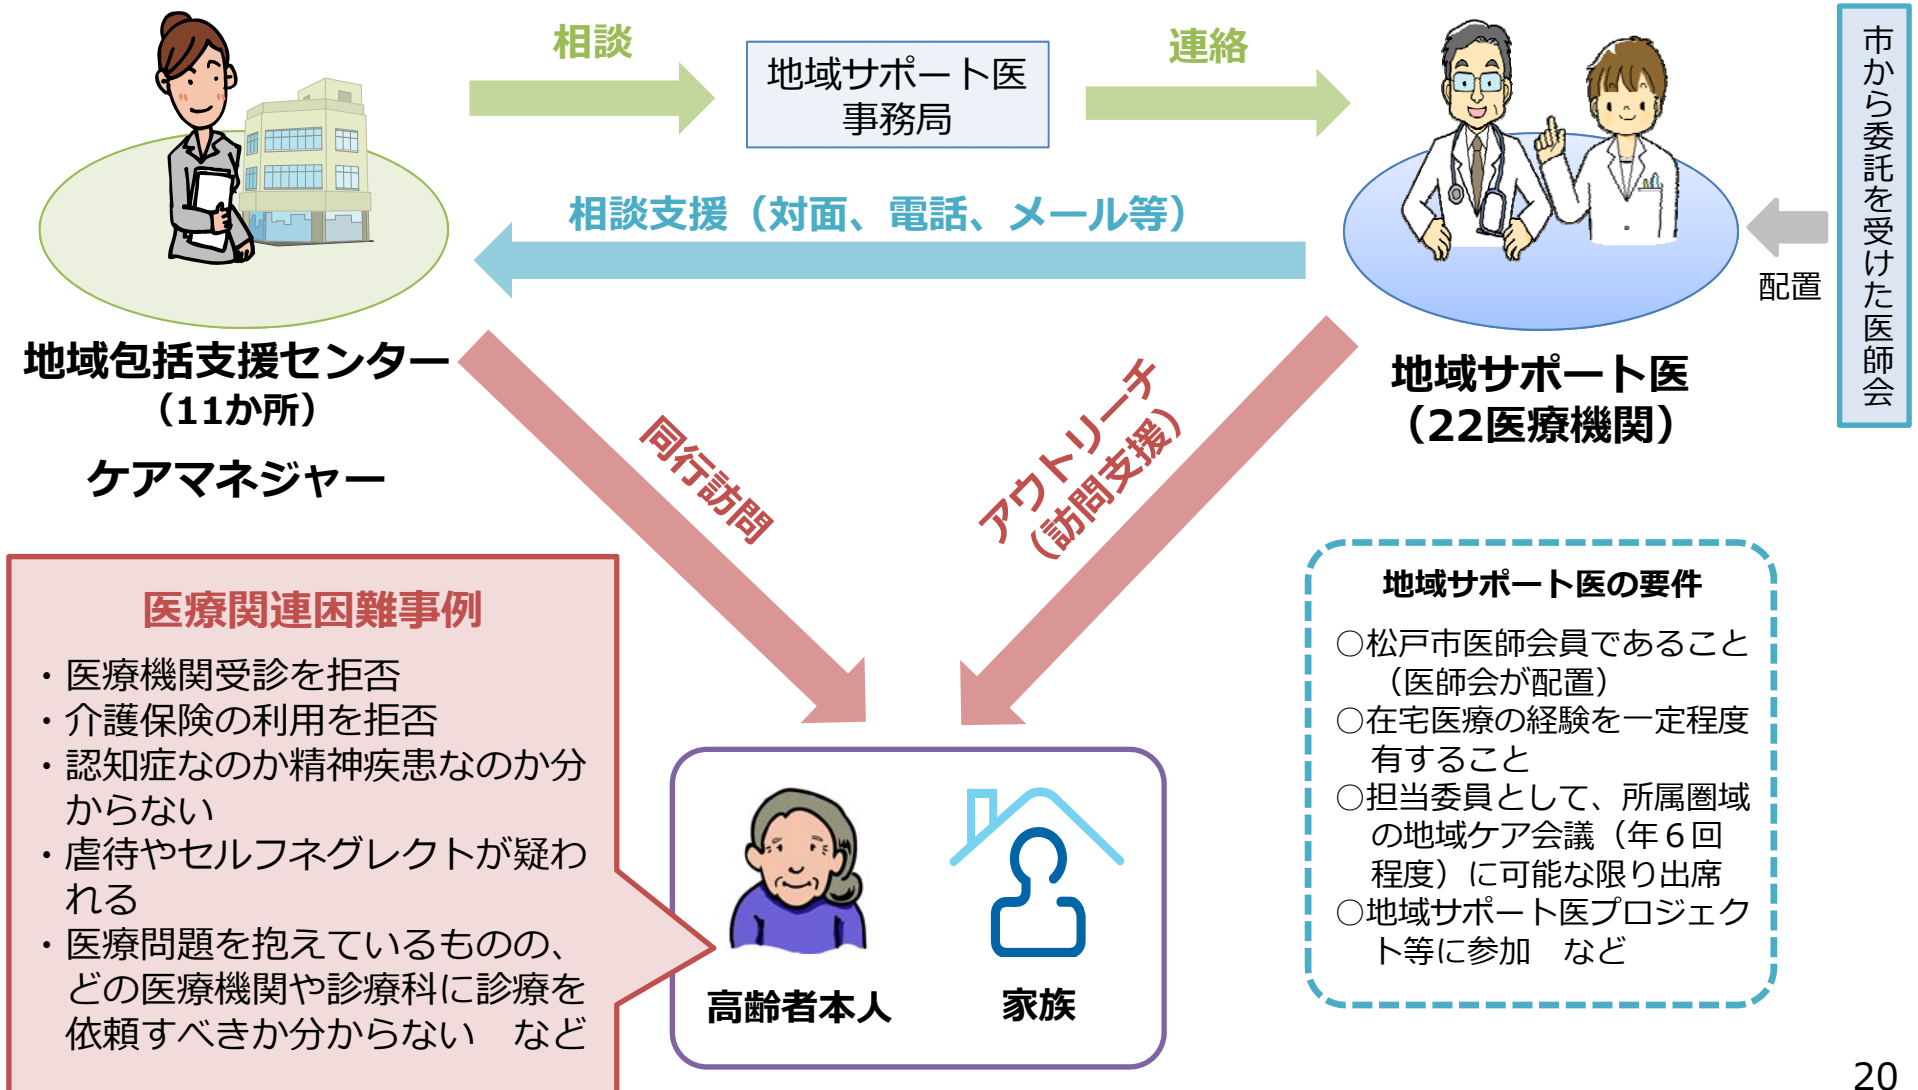 相談
地域サポート医
事務局
連絡
市から委託を受けた医師会
相談支援（対面、電話、メール等）
配置
地域包括支援センター
（11か所）
ケアマネジャー
地域サポート医
（22医療機関）
同行訪問
アウトリーチ
（訪問支援）
医療関連困難事例
・医療機関受診を拒否
・介護保険の利用を拒否
・認知症なのか精神疾患なのか分
からない
・虐待やセルフネグレクトが疑わ
れる
・医療問題を抱えているものの、
どの医療機関や診療科に診療を
依頼すべきか分からない　など
高齢者本人
家族
地域サポート医の要件
○松戸市医師会員であること
（医師会が配置）
○在宅医療の経験を一定程度
有すること
○担当委員として、所属圏域
の地域ケア会議（年６回
程度）に可能な限り出席
○地域サポート医プロジェク
ト等に参加　など
20